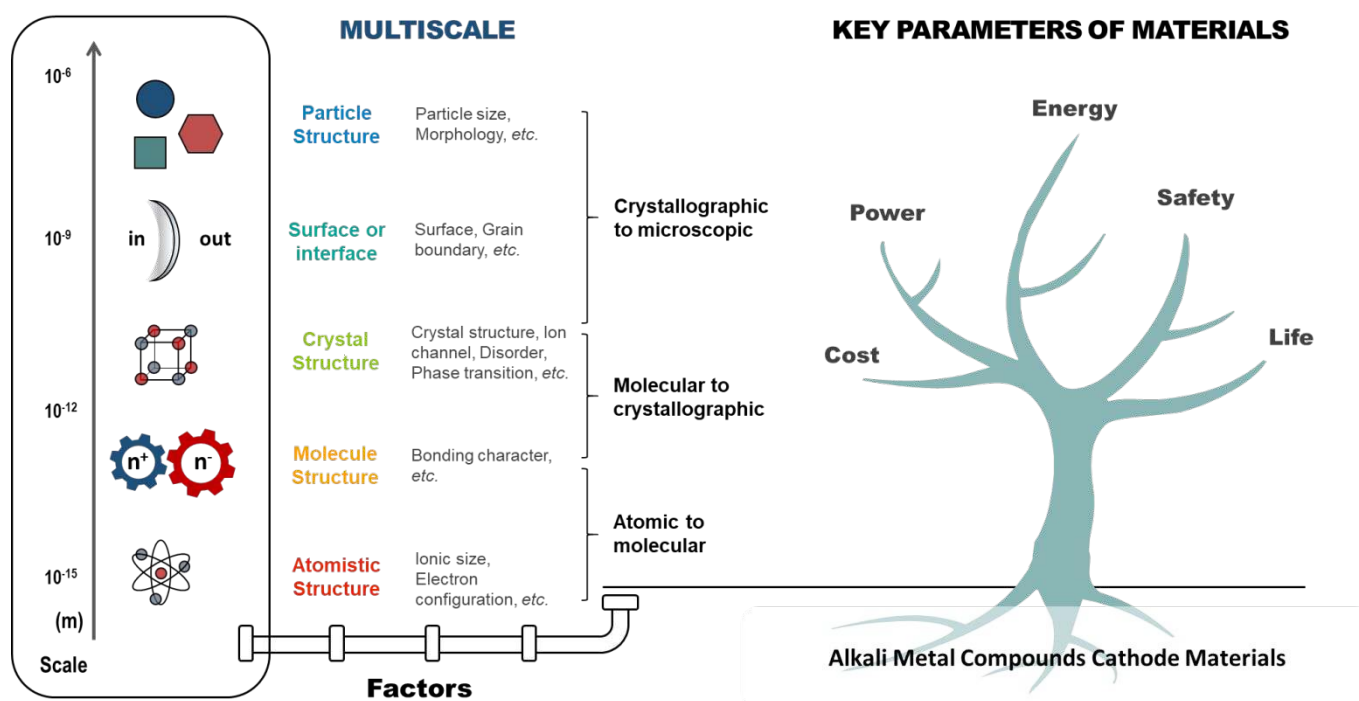 MULTISCALE
KEY PARAMETERS OF MATERIALS
10-6
10-9
10-12
10-15
(m)
Scale
in
out
n+
n-
Particle
Structure
Particle size,
Morphology, etc.
Surface or
interface
Surface, Grain
boundary, etc.
Crystal
Structure
Crystal structure, Ion
channel, Disorder,
Phase transition, etc.
Molecule
Structure
Bonding character,
etc.
Atomistic
Structure
Ionic size,
Electron
configuration, etc.
Crystallographic
to microscopic
Molecular to
crystallographic
Atomic to
molecular
Factors
Energy
Power
Safety
Cost
Life
Alkali Metal Compounds Cathode Materials